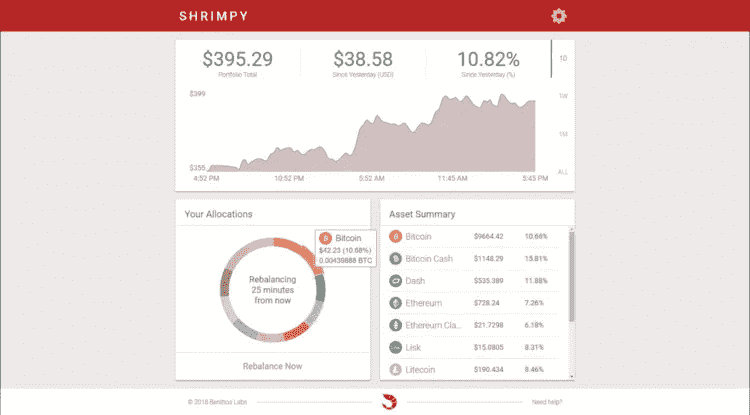 SHRIMPY
$395.29 $38.58 10.82%
Portfolio Total Since Yesterday (USD) Since Yesterday (%)
1D
$399
1W
1M
$355
ALL
4:52 PM 10:52 PM 5:52 AM 11:45 AM 5:45 PM
Your Allocations
Bitcoin
$42.23 (10.68%)
0.00439888 BTC
Rebalancing
25 minutes
from now
Rebalance Now
Asset Summary
Bitcoin $9664.42 10.68%
Bitcoin Cash $1148.29 15.81%
Dash $535.389 11.88%
Ethereum $728.24 7.26%
Ethereum Cla... $21.7298 6.18%
Lisk $15.0805 8.31%
Litecoin $190.434 8.46%
© 2018 Labs Need help?